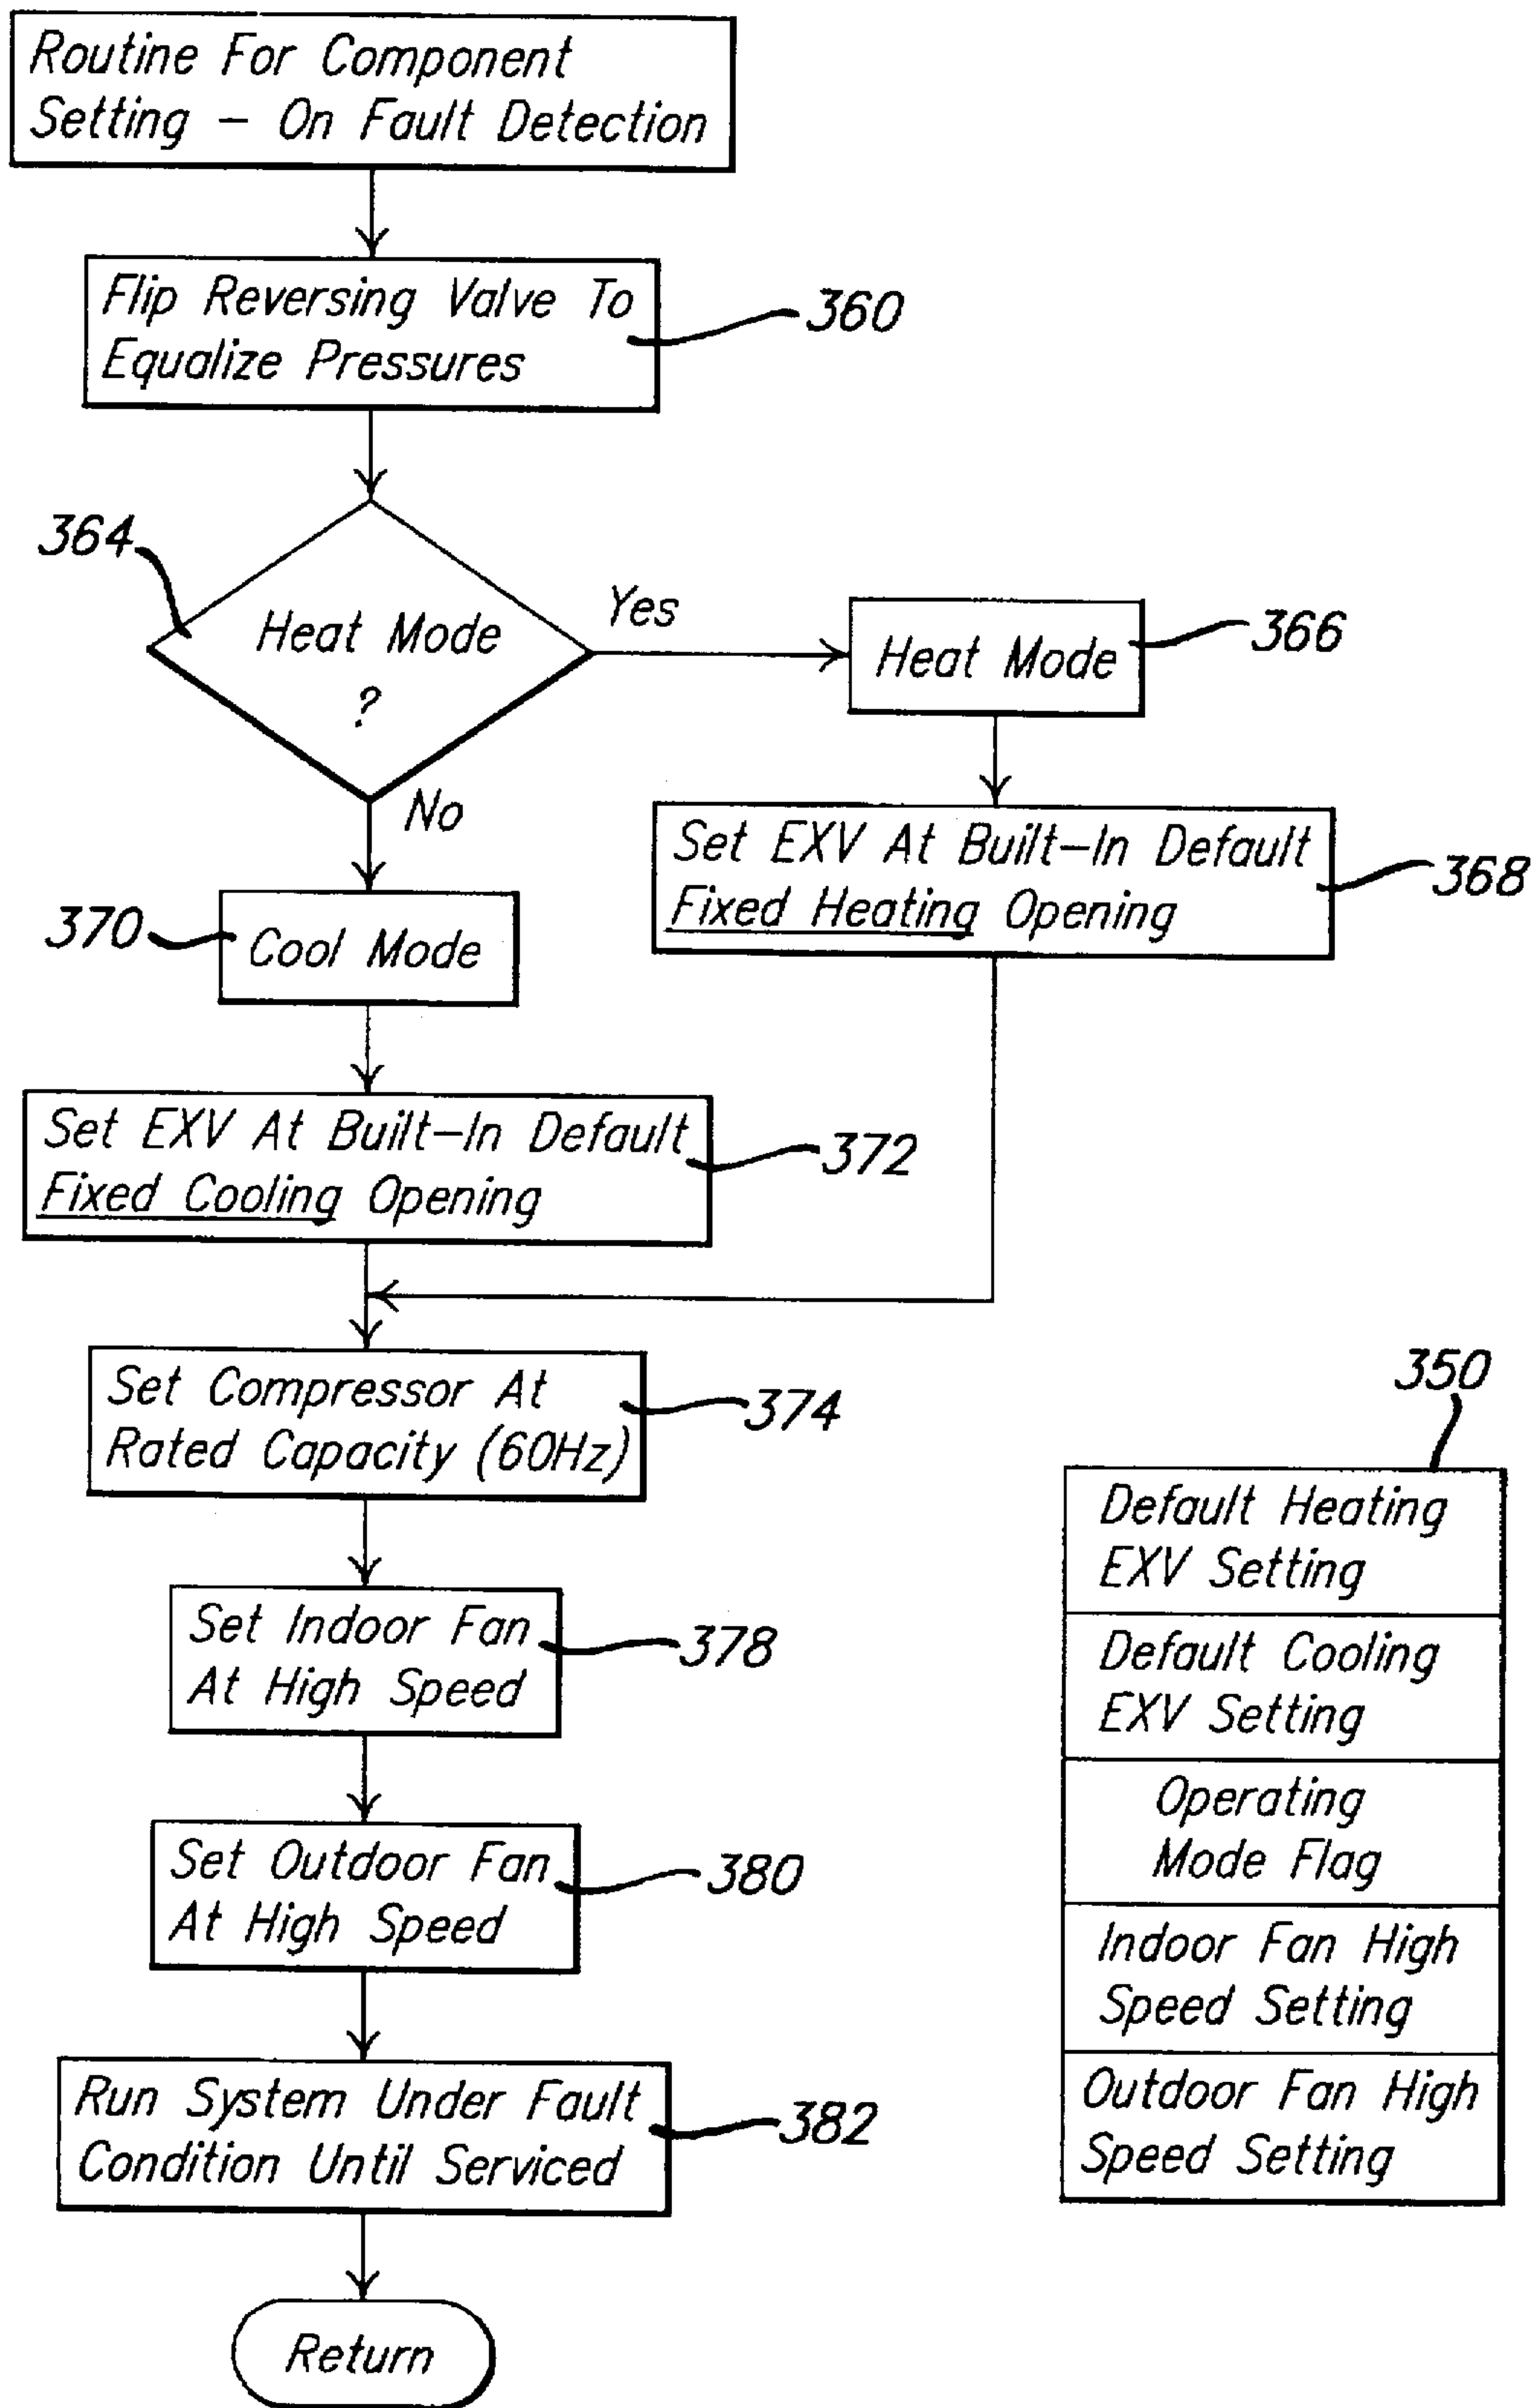 Routine For Component
Setting - On Fault Detection
Flip Reversing Valve To
Equalize Pressures
360
364
Heat Mode
?
Yes
Heat Mode
366
No
Set EXV At Built-In Default
Fixed Heating Opening
368
370
Cool Mode
Set EXV At Built-In Default
Fixed Cooling Opening
372
Set Compressor At
Rated Capacity (60Hz)
374
Set Indoor Fan
At High Speed
378
Set Outdoor Fan
At High Speed
380
Run System Under Fault
Condition Until Serviced
382
Return
350
Default Heating
EXV Setting
Default Cooling
EXV Setting
Operating
Mode Flag
Indoor Fan High
Speed Setting
Outdoor Fan High
Speed Setting